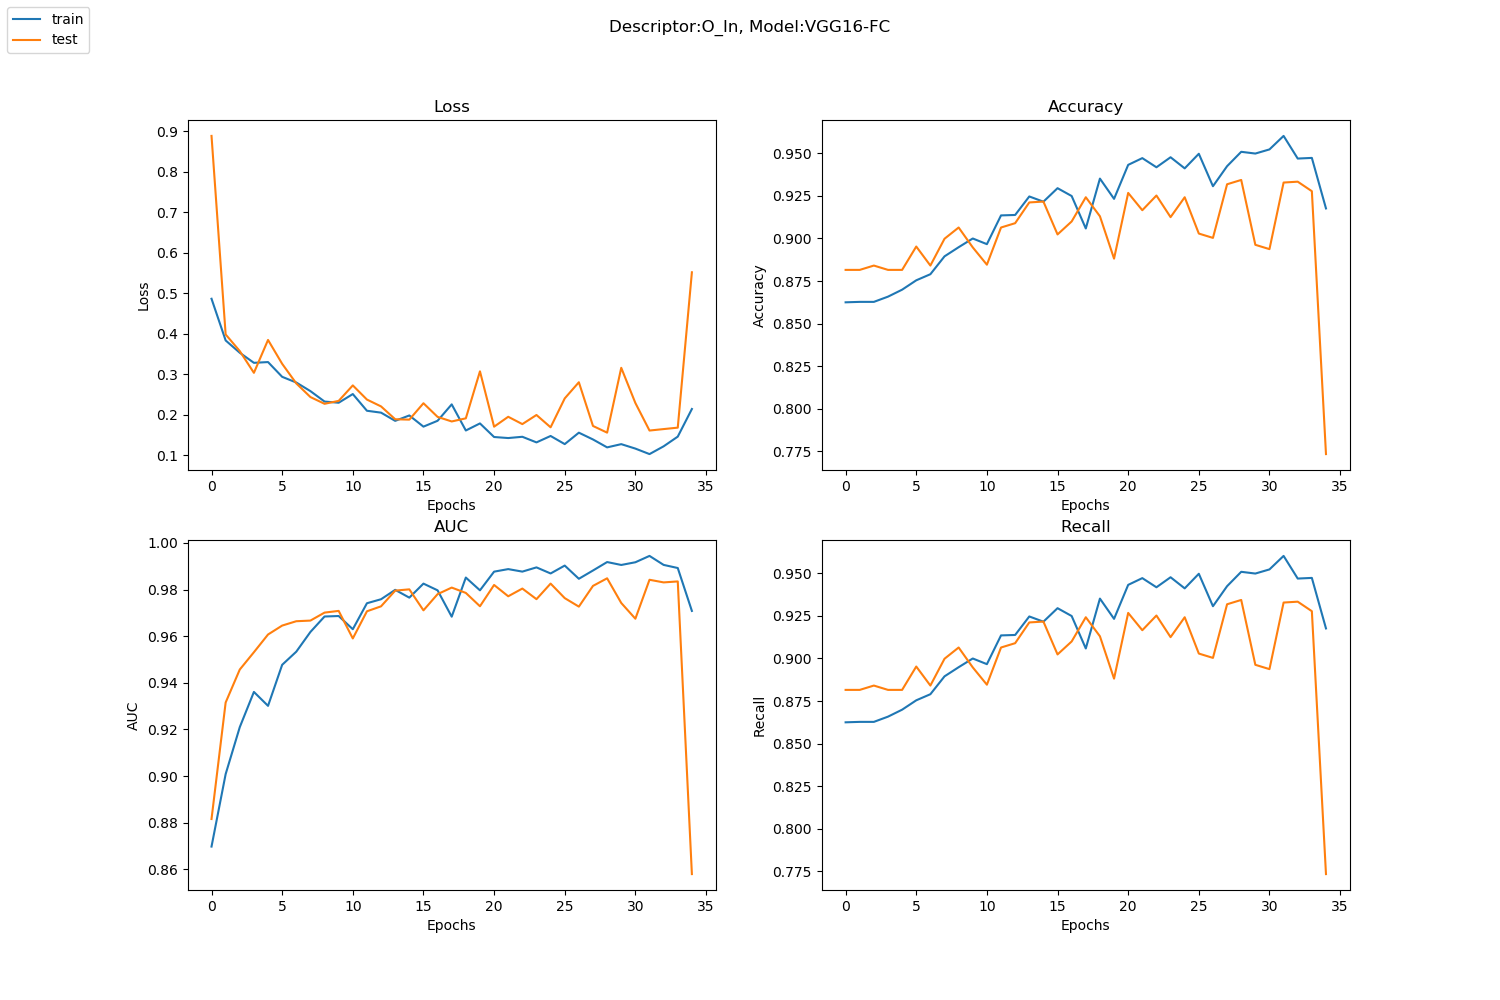 train
test
Descriptor:O_ln, Model:VGG16-FC
Loss
0.9
0.8
0.7
0.6
0.5
0.4
0.3
0.2
0.1
Loss
0 5 10 15 20 25 30 35
Epochs
Accuracy
0.950
0.925
0.900
0.875
0.850
0.825
0.800
0.775
Accuracy
0 5 10 15 20 25 30 35
Epochs
AUC
1.00
0.98
0.96
0.94
0.92
0.90
0.88
0.86
AUC
0 5 10 15 20 25 30 35
Epochs
Recall
0.950
0.925
0.900
0.875
0.850
0.825
0.800
0.775
Recall
0 5 10 15 20 25 30 35
Epochs